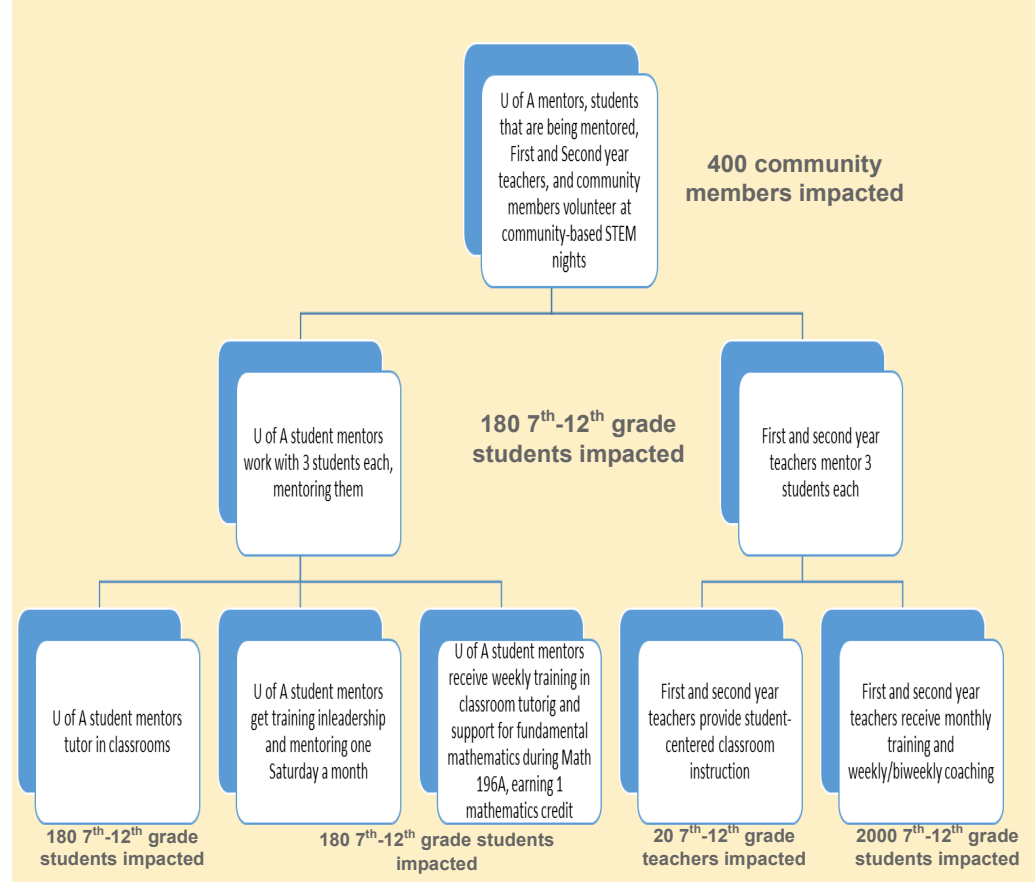 U of A mentors, students
that are being mentored,
First and Second year
teachers, and community
members volunteer at
community-based STEM
nights
400 community
members impacted
U of A student mentors
work with 3 students each,
mentoring them
180 7th-12th grade
students impacted
First and second year
teachers mentor 3
students each
U of A student mentors
tutor in classrooms
U of A student mentors
get training inleadership
and mentoring one
Saturday a month
U of A student mentors
receive weekly training in
classroom tutorig and
support for fundamental
mathematics during Math
196A, earning 1
mathematics credit
First and second year
teachers provide student-
centered classroom
instruction
First and second year
teachers receive monthly
training and
weekly/biweekly coaching
180 7th-12th grade
students impacted
180 7th-12th grade students
impacted
20 7th-12th grade
teachers impacted
2000 7th-12th grade
students impacted